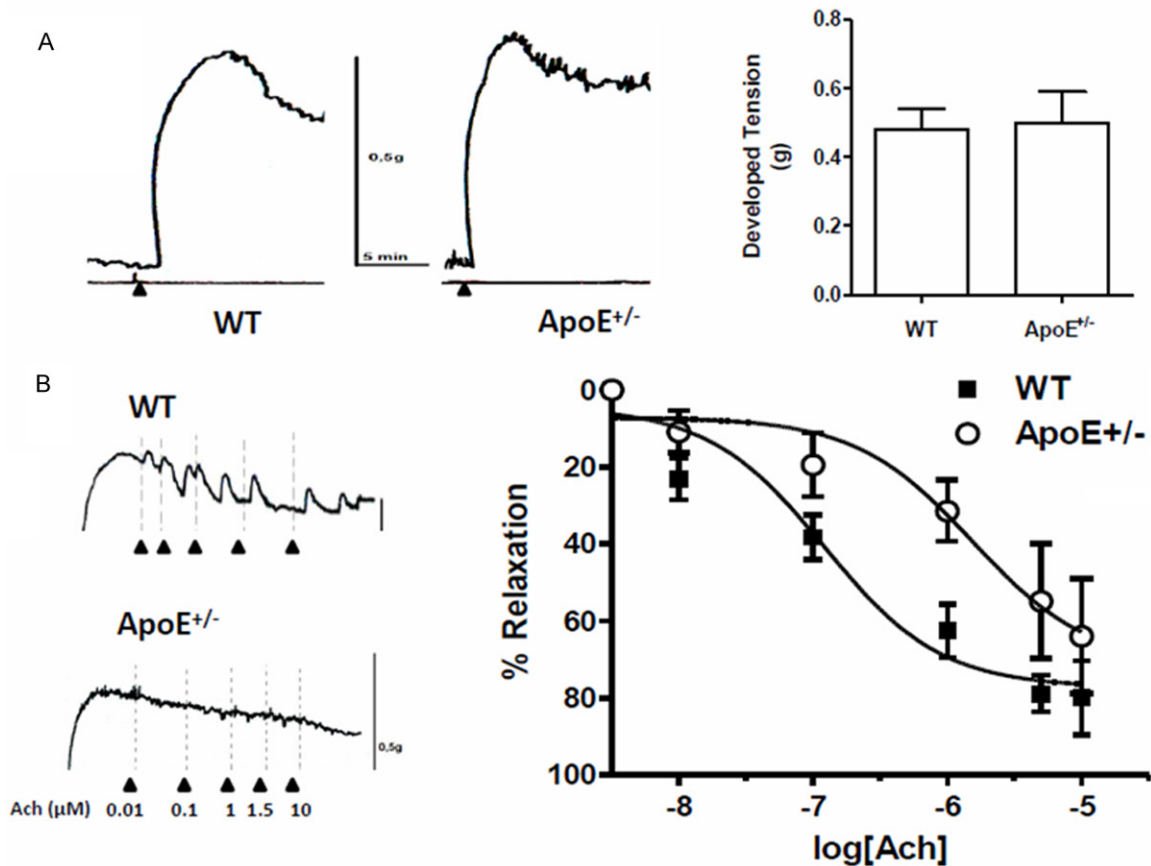 A
0,5g
5 min
WT
ApoE+/-
Developed Tension
(g)
0.8
0.6
0.4
0.2
0.0
WT
ApoE+/-
B
WT
ApoE+/-
0,5g
Ach (μM) 0.01 0.1 1 1.5 10
% Relaxation
0
20
40
60
80
100
WT
ApoE+/-
-8 -7 -6 -5
log[Ach]